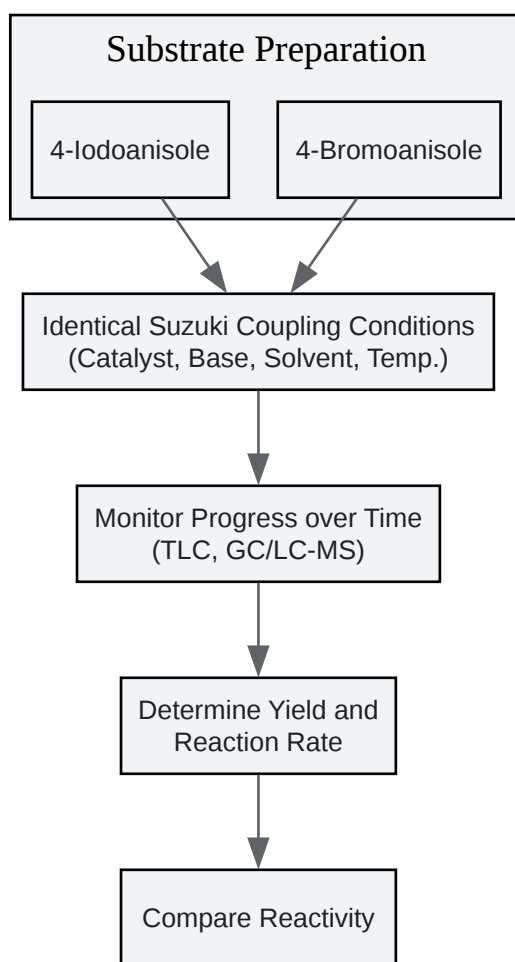 Substrate Preparation
4-Iodoanisole
4-Bromoanisole
Identical Suzuki Coupling Conditions
(Catalyst, Base, Solvent, Temp.)
Monitor Progress over Time
(TLC, GC/LC-MS)
Determine Yield and
Reaction Rate
Compare Reactivity